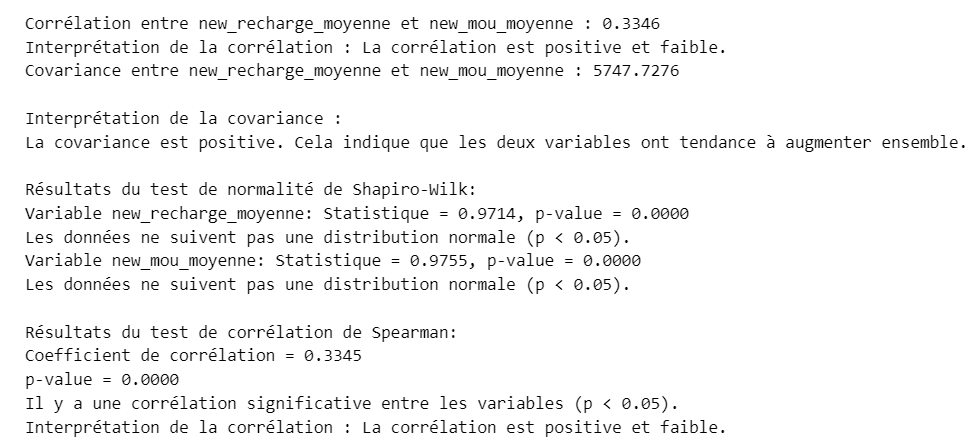 Corrélation entre new_recharge_moyenne et new_mou_moyenne : 0.3346
Interprétation de la corrélation : La corrélation est positive et faible.
Covariance entre new_recharge_moyenne et new_mou_moyenne : 5747.7276
Interprétation de la covariance :
La covariance est positive. Cela indique que les deux variables ont tendance à augmenter ensemble.
Résultats du test de normalité de Shapiro-Wilk:
Variable new_recharge_moyenne: Statistique = 0.9714, p-value = 0.0000
Les données ne suivent pas une distribution normale (p < 0.05).
Variable new_mou_moyenne: Statistique = 0.9755, p-value = 0.0000
Les données ne suivent pas une distribution normale (p < 0.05).
Résultats du test de corrélation de Spearman:
Coefficient de corrélation = 0.3345
p-value = 0.0000
Il y a une corrélation significative entre les variables (p < 0.05).
Interprétation de la corrélation : La corrélation est positive et faible.